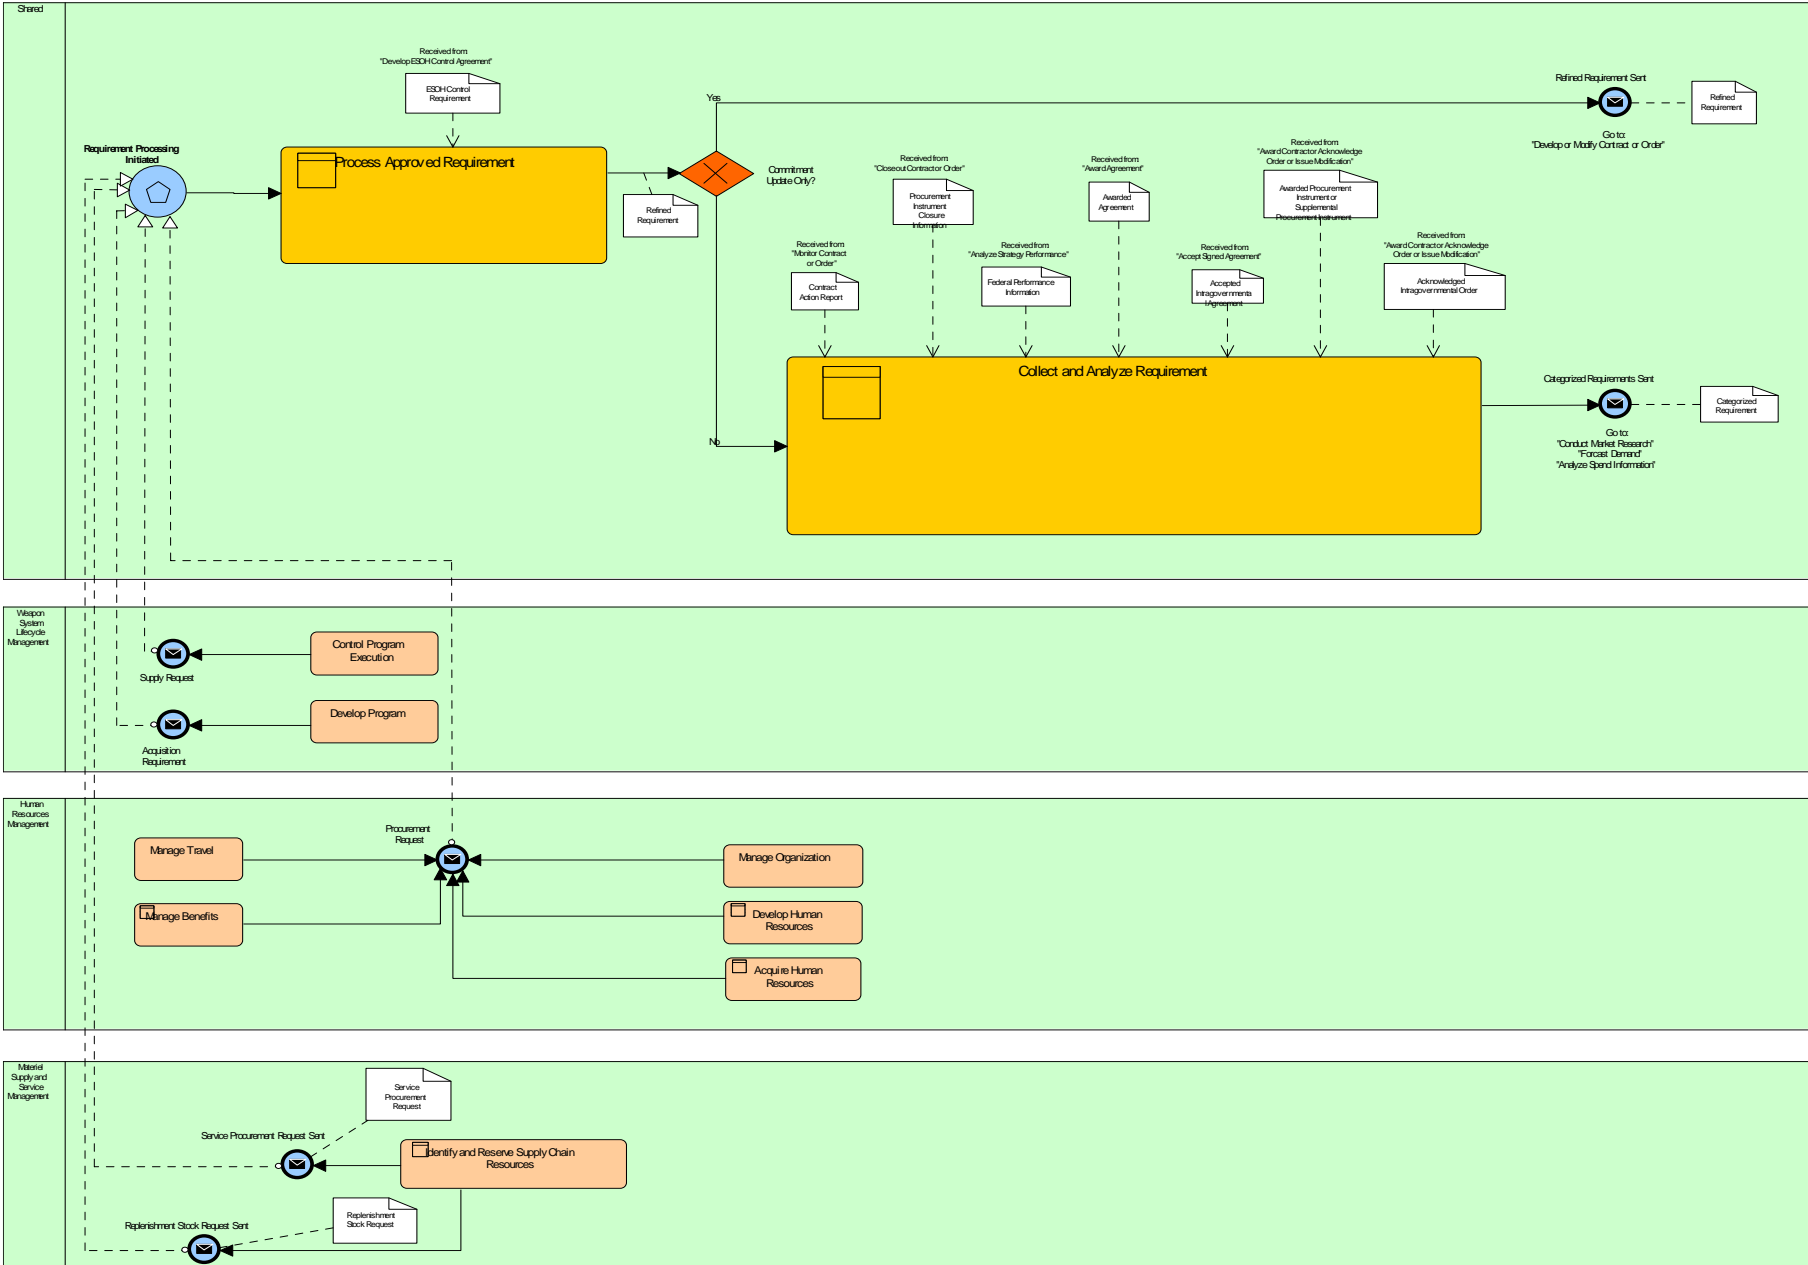 Shared
Received from:
"Develop ESOH Control Agreement"
ESOH Control
Requirement
Requirement Processing
Initiated
Process Approved Requirement
Refined
Requirement
Yes
Commitment
Update Only?
No
Refined Requirement Sent
Refined
Requirement
Go to:
"Develop or Modify Contract or Order"
Received from:
"Monitor Contract
or Order"
Contract
Action Report
Received from:
"Closeout Contract or Order"
Procurement
Instrument
Closure
Information
Received from:
"Analyze Strategy Performance"
Federal Performance
Information
Received from:
"Award Agreement"
Awarded
Agreement
Received from:
"Accept Signed Agreement"
Accepted
Intragovernmenta
l Agreement
Received from:
"Award Contract or Acknowledge
Order or Issue Modification"
Awarded Procurement
Instrument or
Supplemental
Procurement Instrument
Received from:
"Award Contract or Acknowledge
Order or Issue Modification"
Acknowledged
Intragovernmental Order
Collect and Analyze Requirement
Categorized Requirements Sent
Categorized
Requirement
Go to:
"Conduct Market Research"
"Forcast Demand"
"Analyze Spend Information"
Weapon
System
Lifecycle
Management
Supply Request
Control Program
Execution
Acquisition
Requirement
Develop Program
Human
Resources
Management
Procurement
Request
Manage Travel
Manage Benefits
Manage Organization
Develop Human
Resources
Acquire Human
Resources
Materiel
Supply and
Service
Management
Service
Procurement
Request
Service Procurement Request Sent
Identify and Reserve Supply Chain
Resources
Replenishment
Stock Request
Replenishment Stock Request Sent